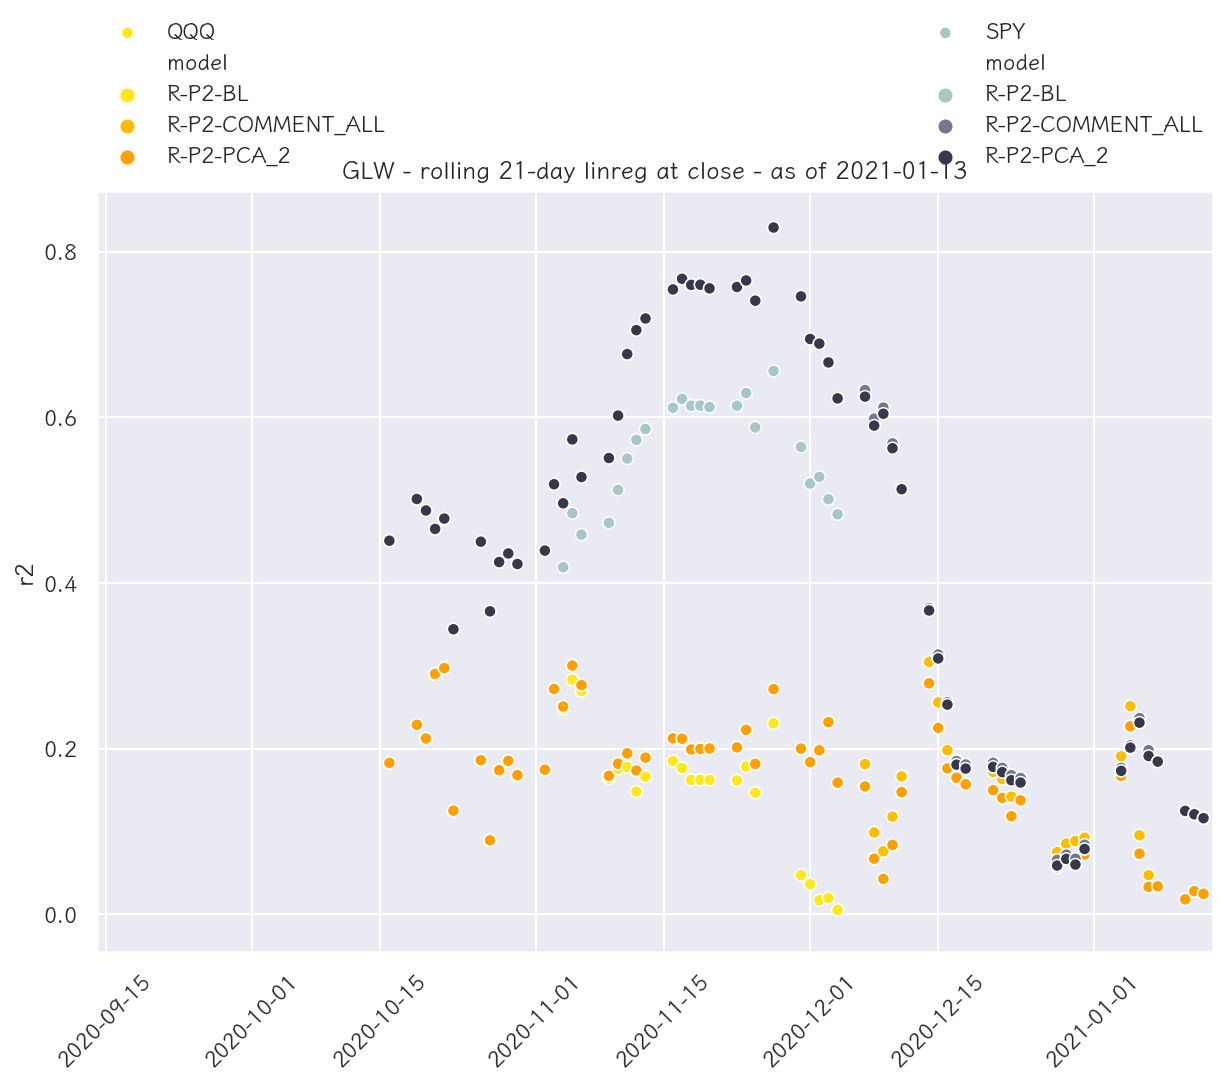 QQQ
model
R-P2-BL
R-P2-COMMENT_ALL
R-P2-PCA_2
SPY
model
R-P2-BL
R-P2-COMMENT_ALL
R-P2-PCA_2
GLW - rolling 21-day linreg at close - as of 2021-01-13
r2
0.8
0.6
0.4
0.2
0.0
2020-09-15
2020-10-01
2020-10-15
2020-11-01
2020-11-15
2020-12-01
2020-12-15
2021-01-01